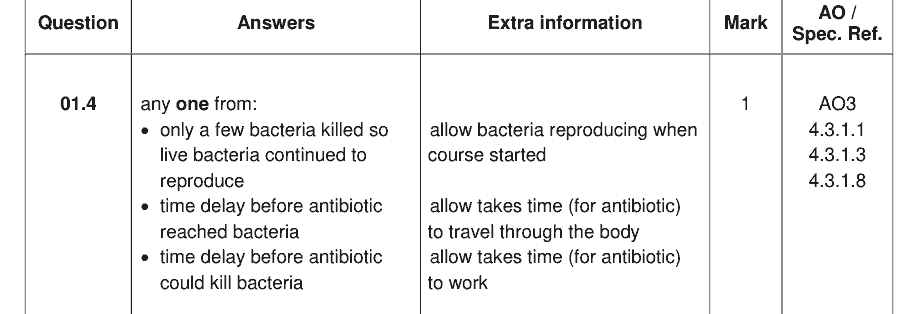 Question Answers Extra information Mark AO /
Spec. Ref.
01.4 any one from: 1 AO3
• only a few bacteria killed so allow bacteria reproducing when 4.3.1.1
live bacteria continued to course started 4.3.1.3
reproduce 4.3.1.8
• time delay before antibiotic allow takes time (for antibiotic)
reached bacteria to travel through the body
• time delay before antibiotic allow takes time (for antibiotic)
could kill bacteria to work